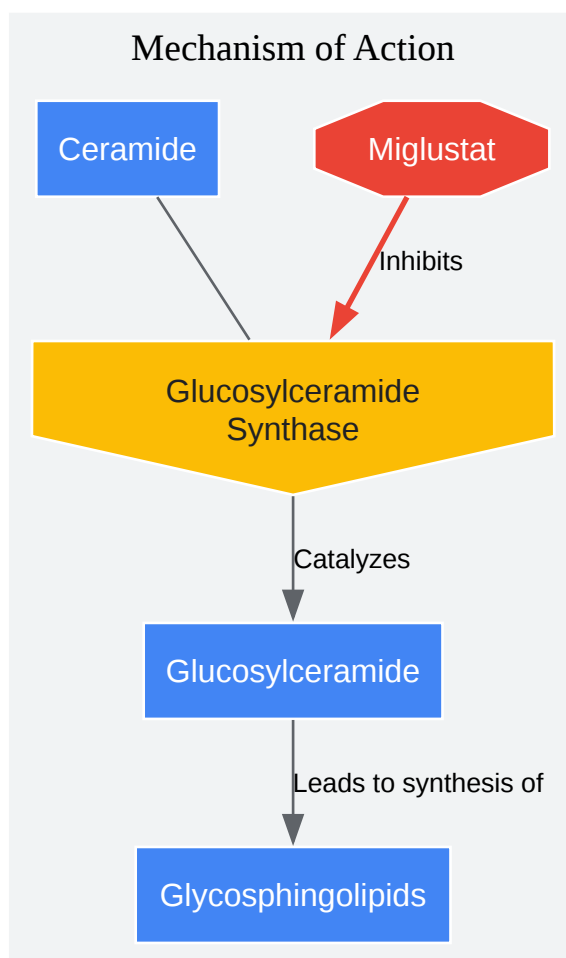 Mechanism of Action
Ceramide
Miglustat
Inhibits
Glucosylceramide
Synthase
Catalyzes
Glucosylceramide
Leads to synthesis of
Glycosphingolipids